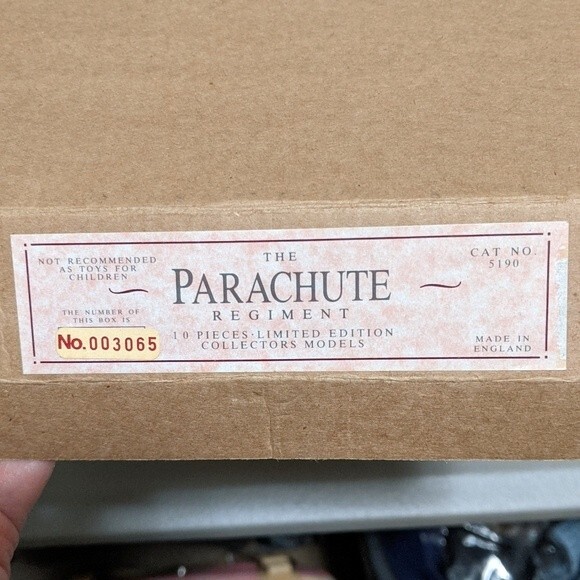 NOT RECOMMENDED
AS TOYS FOR
CHILDREN
THE NUMBER OF
THIS BOX IS
No. 003065
THE
PARACHUTE
REGIMENT
10 PIECES · LIMITED EDITION
COLLECTORS MODELS
CAT NO.
5190
MADE IN
ENGLAND